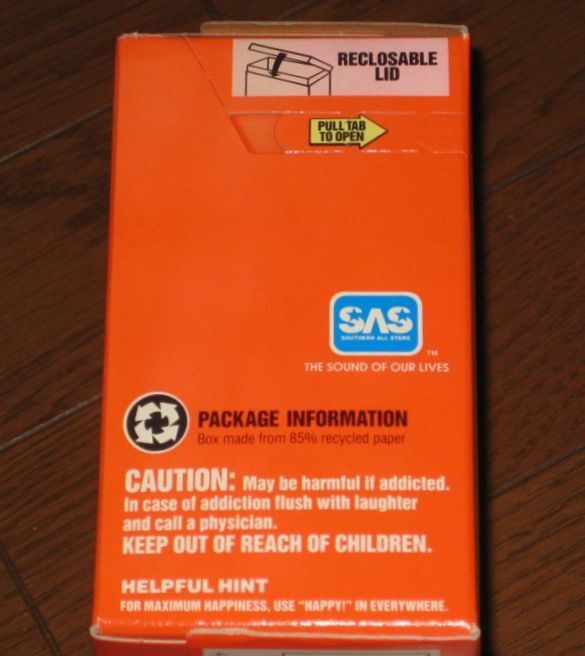 RECLOSABLE
LID
PULL TAB
TO OPEN
SAS
SOUTHERN ALL STARS
TM
THE SOUND OF OUR LIVES
PACKAGE INFORMATION
Box made from 85% recycled paper
CAUTION: May be harmful if addicted.
In case of addiction flush with laughter
and call a physician.
KEEP OUT OF REACH OF CHILDREN.
HELPFUL HINT
FOR MAXIMUM HAPPINESS, USE "HAPPY!" IN EVERYWHERE.